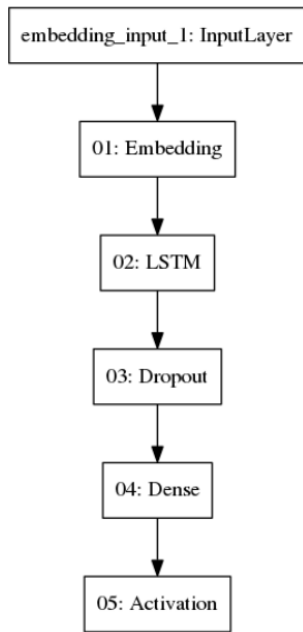 embedding_input_1: InputLayer
01: Embedding
02: LSTM
03: Dropout
04: Dense
05: Activation